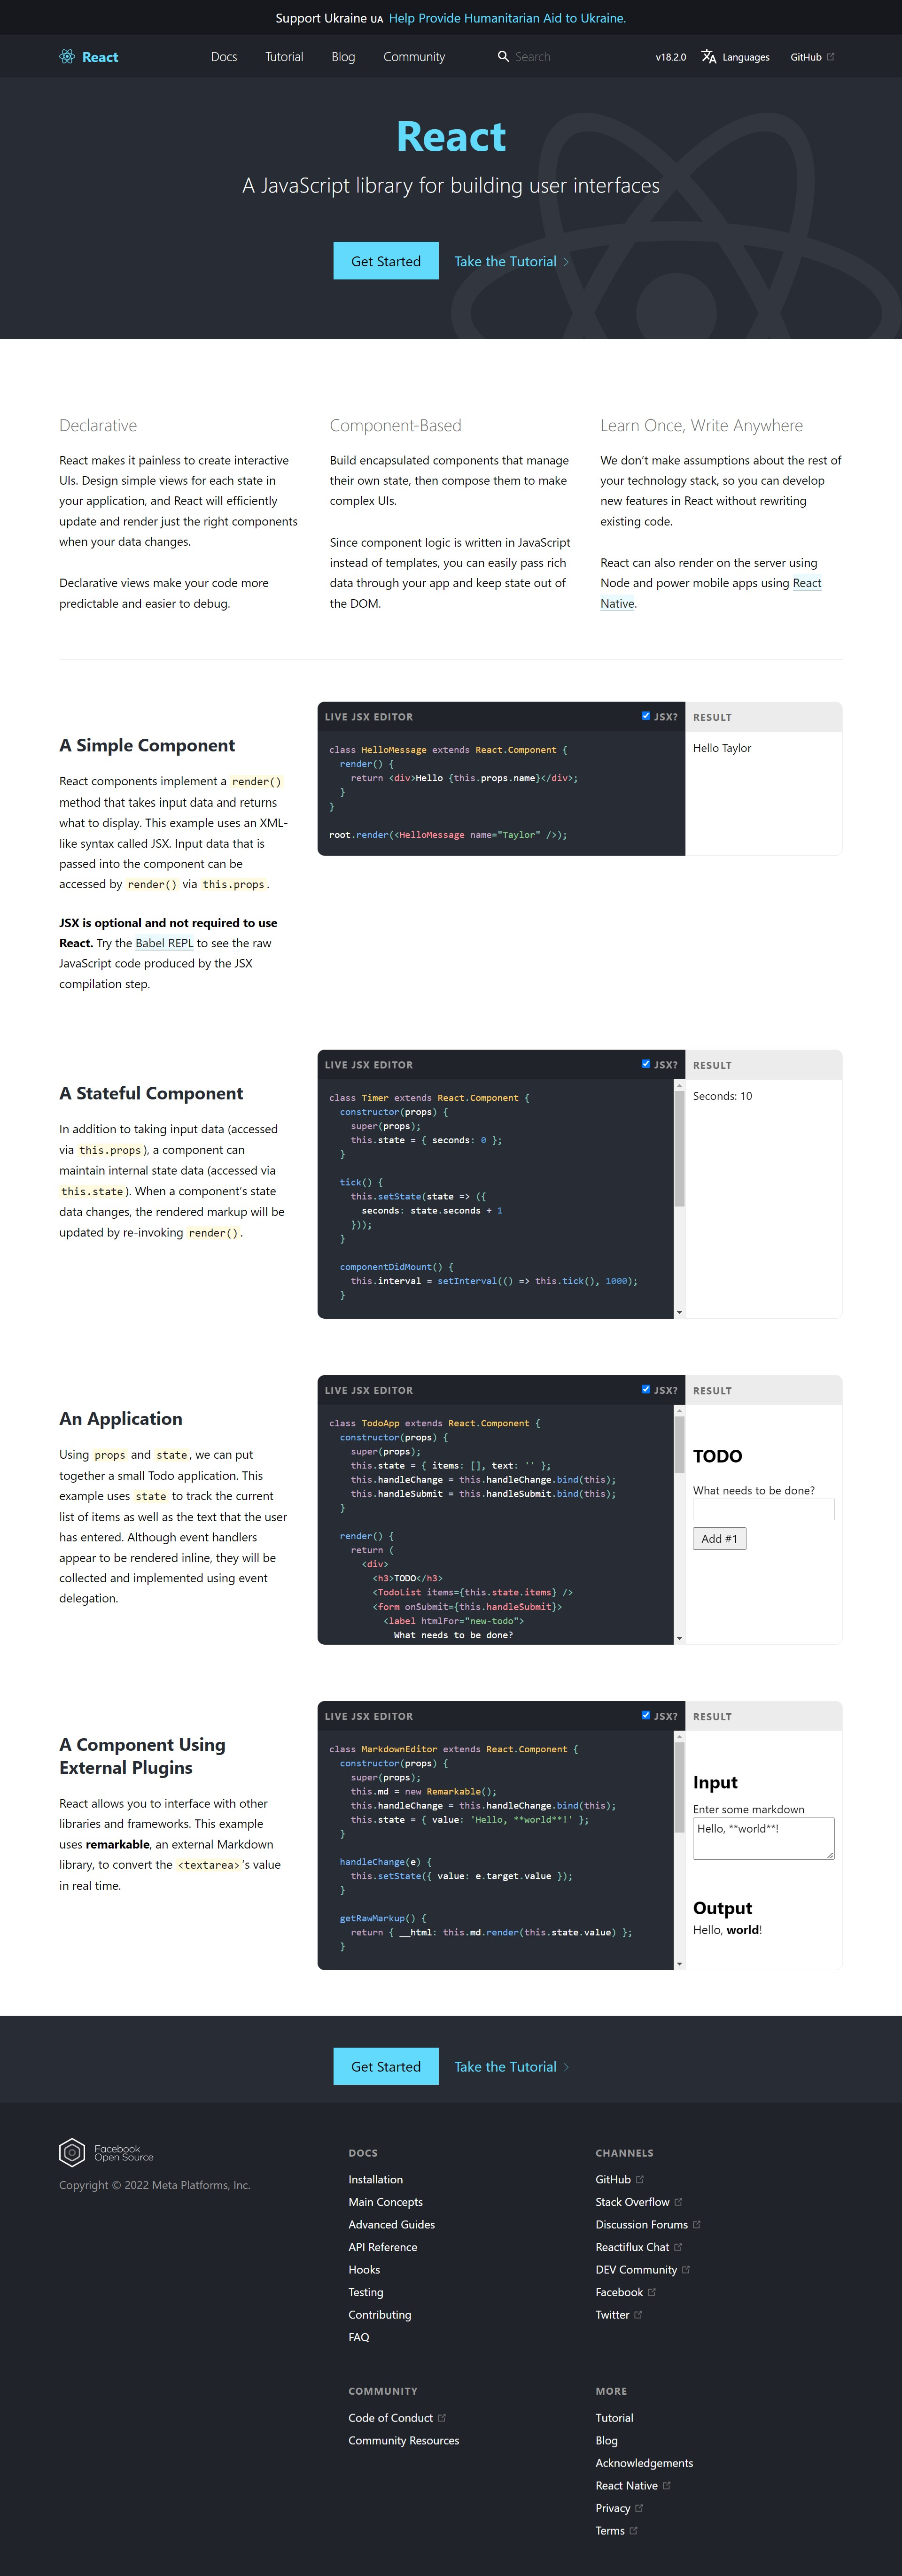 Support Ukraine UA Help Provide Humanitarian Aid to Ukraine.
React
Docs
Tutorial
Blog
Community
Search
v18.2.0
Languages
GitHub
React
A JavaScript library for building user interfaces
Get Started
Take the Tutorial
Declarative
React makes it painless to create interactive
UIs. Design simple views for each state in
your application, and React will efficiently
update and render just the right components
when your data changes.
Declarative views make your code more
predictable and easier to debug.
Component-Based
Build encapsulated components that manage
their own state, then compose them to make
complex UIs.
Since component logic is written in JavaScript
instead of templates, you can easily pass rich
data through your app and keep state out of
the DOM.
Learn Once, Write Anywhere
We don’t make assumptions about the rest of
your technology stack, so you can develop
new features in React without rewriting
existing code.
React can also render on the server using
Node and power mobile apps using React
Native.
A Simple Component
React components implement a render()
method that takes input data and returns
what to display. This example uses an XML-
like syntax called JSX. Input data that is
passed into the component can be
accessed by render() via this.props.
JSX is optional and not required to use
React. Try the Babel REPL to see the raw
JavaScript code produced by the JSX
compilation step.
LIVE JSX EDITOR
JSX?
class HelloMessage extends React.Component {
render() {
return <div>Hello {this.props.name}</div>;
}
}
root.render(<HelloMessage name="Taylor" />);
RESULT
Hello Taylor
A Stateful Component
In addition to taking input data (accessed
via this.props), a component can
maintain internal state data (accessed via
this.state). When a component’s state
data changes, the rendered markup will be
updated by re-invoking render().
LIVE JSX EDITOR
JSX?
class Timer extends React.Component {
constructor(props) {
super(props);
this.state = { seconds: 0 };
}
tick() {
this.setState(state => ({
seconds: state.seconds + 1
}));
}
componentDidMount() {
this.interval = setInterval(() => this.tick(), 1000);
}
RESULT
Seconds: 10
An Application
Using props and state, we can put
together a small Todo application. This
example uses state to track the current
list of items as well as the text that the user
has entered. Although event handlers
appear to be rendered inline, they will be
collected and implemented using event
delegation.
LIVE JSX EDITOR
JSX?
class TodoApp extends React.Component {
constructor(props) {
super(props);
this.state = { items: [], text: '' };
this.handleChange = this.handleChange.bind(this);
this.handleSubmit = this.handleSubmit.bind(this);
}
render() {
return (
<div>
<h3>TODO</h3>
<TodoList items={this.state.items} />
<form onSubmit={this.handleSubmit}>
<label htmlFor="new-todo">
What needs to be done?
RESULT
TODO
What needs to be done?
Add #1
A Component Using
External Plugins
React allows you to interface with other
libraries and frameworks. This example
uses remarkable, an external Markdown
library, to convert the <textarea>’s value
in real time.
LIVE JSX EDITOR
JSX?
class MarkdownEditor extends React.Component {
constructor(props) {
super(props);
this.md = new Remarkable();
this.handleChange = this.handleChange.bind(this);
this.state = { value: 'Hello, **world**!' };
}
handleChange(e) {
this.setState({ value: e.target.value });
}
getRawMarkup() {
return { __html: this.md.render(this.state.value) };
}
RESULT
Input
Enter some markdown
Hello, **world**!
Output
Hello, world!
Get Started
Take the Tutorial
Facebook
Open Source
Copyright © 2022 Meta Platforms, Inc.
DOCS
Installation
Main Concepts
Advanced Guides
API Reference
Hooks
Testing
Contributing
FAQ
CHANNELS
GitHub
Stack Overflow
Discussion Forums
Reactiflux Chat
DEV Community
Facebook
Twitter
COMMUNITY
Code of Conduct
Community Resources
MORE
Tutorial
Blog
Acknowledgements
React Native
Privacy
Terms